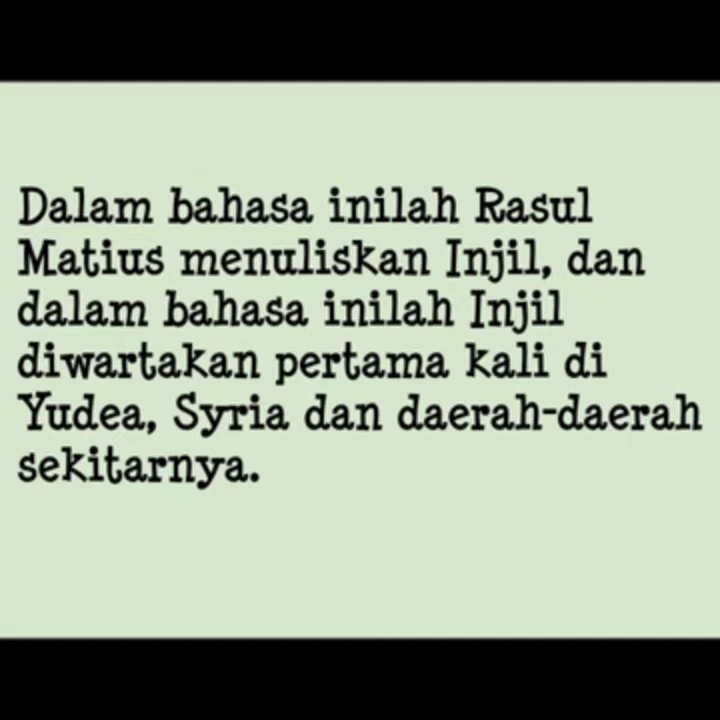 Dalam bahasa inilah Rasul
Matius menuliskan Injil, dan
dalam bahasa inilah Injil
diwartakan pertama kali di
Yudea, Syria dan daerah-daerah
sekitarnya.